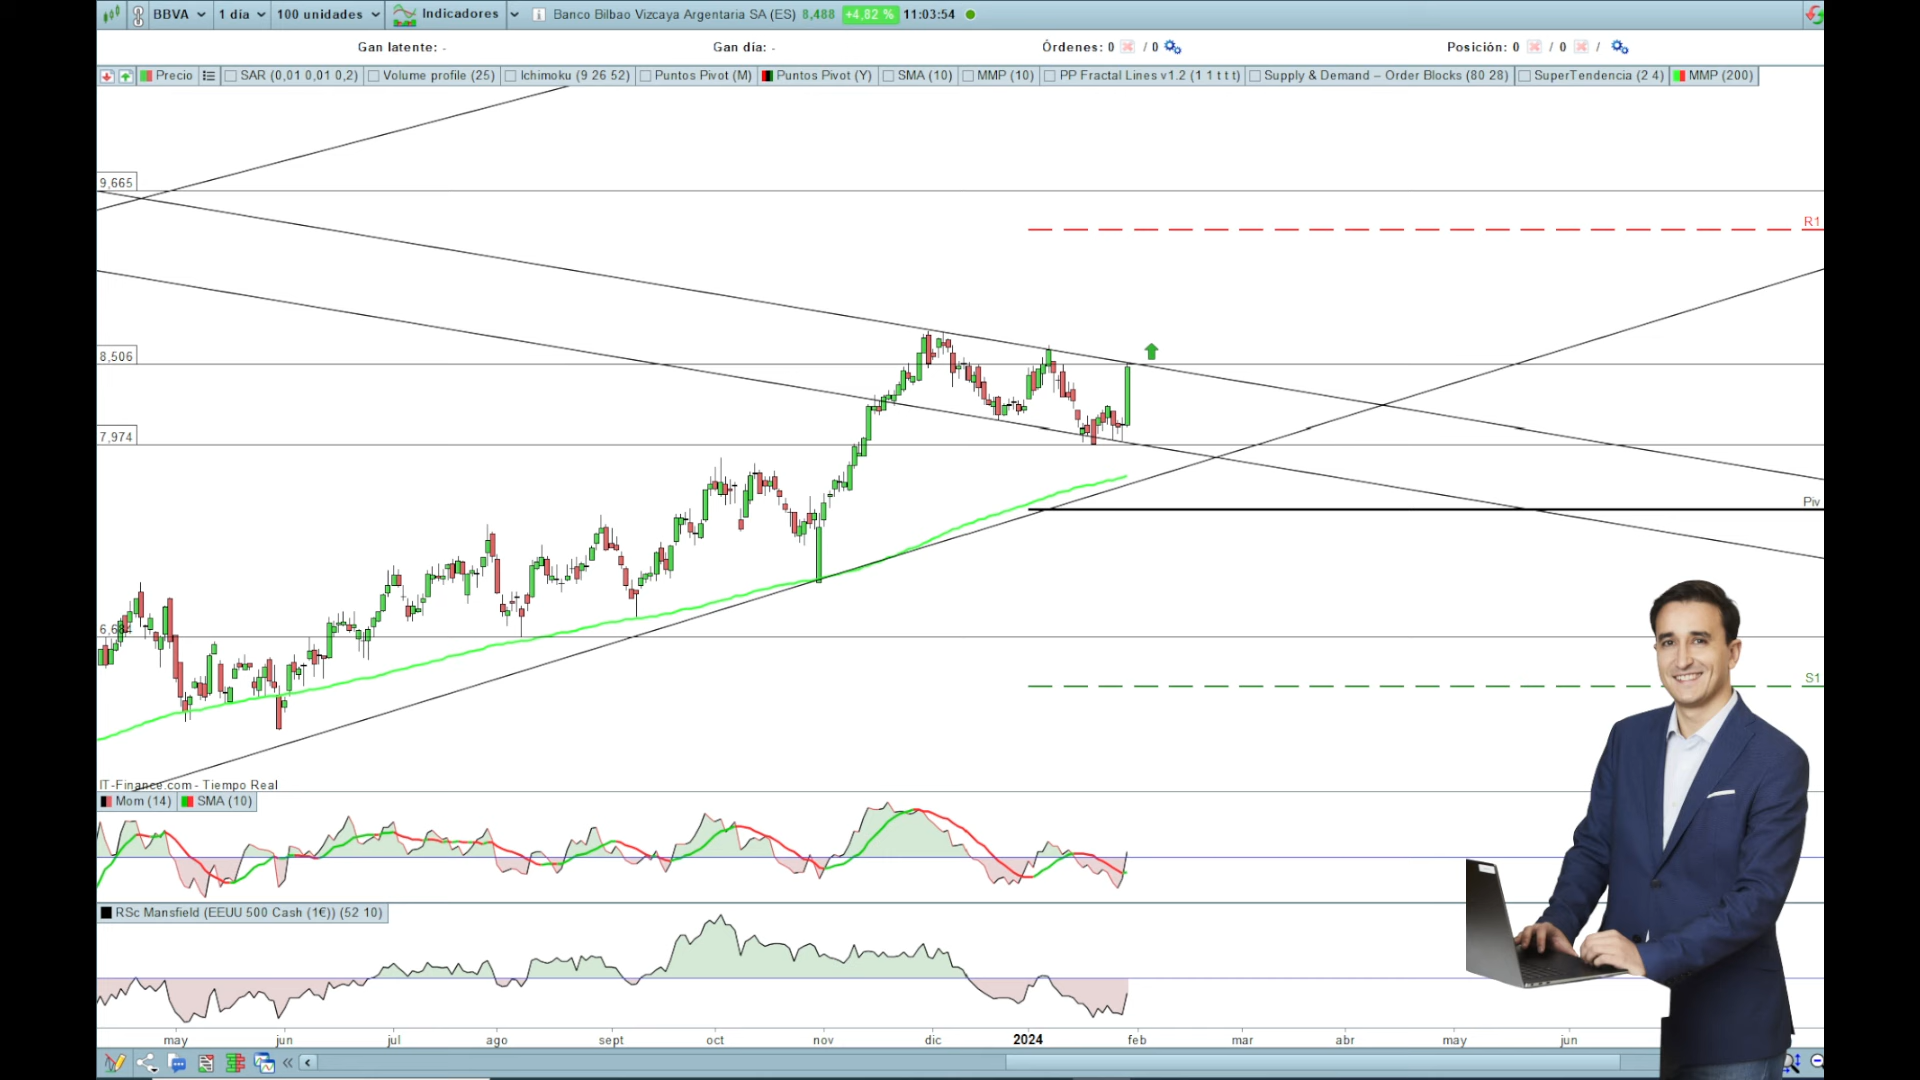 BBVA 1 día 100 unidades Indicadores Banco Bilbao Vizcaya Argentaria SA (ES) 8,488 +4,82 % 11:03:54
Gan latente: - Gan día: - Órdenes: 0 / 0 Posición: 0 / 0 /
Precio SAR (0,01 0,01 0,2) Volume profile (25) Ichimoku (9 26 52) Puntos Pivot (M) Puntos Pivot (Y) SMA (10) MMP (10) PP Fractal Lines v1.2 (1 1 t t t) Supply & Demand – Order Blocks (80 28) SuperTendencia (2 4) MMP (200)
9,665
R1
8,506
7,974
Piv
6,684
S1
IT-Finance.com - Tiempo Real
Mom (14) SMA (10)
RSc Mansfield (EEUU 500 Cash (1€)) (52 10)
may jun jul ago sept oct nov dic 2024 feb mar abr may jun